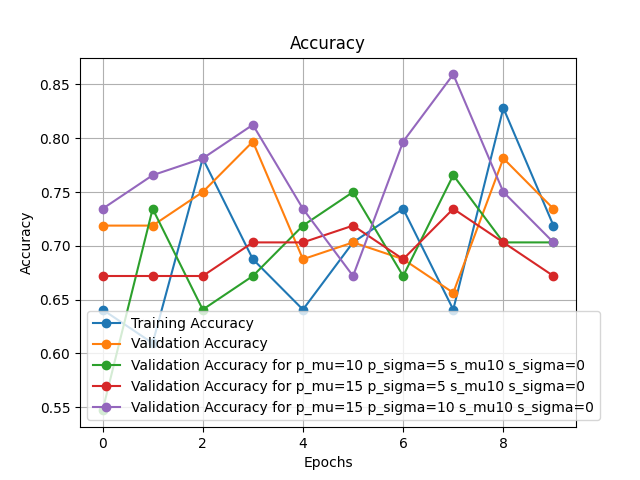 Accuracy
0.85
0.80
0.75
0.70
0.65
0.60
0.55
Accuracy
Training Accuracy
Validation Accuracy
Validation Accuracy for p_mu=10 p_sigma=5 s_mu10 s_sigma=0
Validation Accuracy for p_mu=15 p_sigma=5 s_mu10 s_sigma=0
Validation Accuracy for p_mu=15 p_sigma=10 s_mu10 s_sigma=0
0 2 4 6 8
Epochs